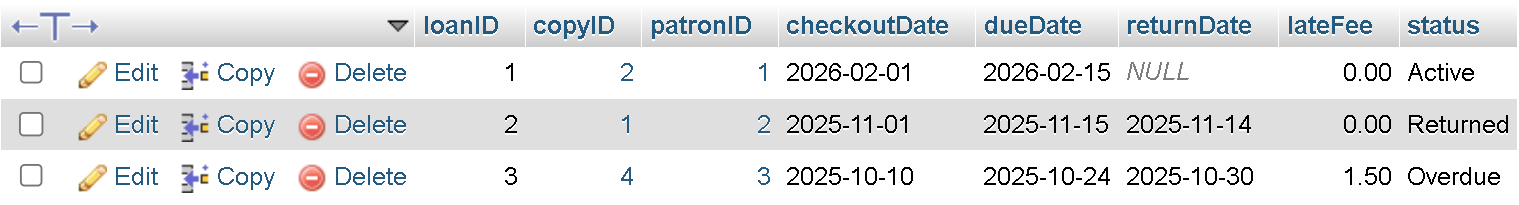 ←T→ loanID copyID patronID checkoutDate dueDate returnDate lateFee status
Edit Copy Delete 1 2 1 2026-02-01 2026-02-15 NULL 0.00 Active
Edit Copy Delete 2 1 2 2025-11-01 2025-11-15 2025-11-14 0.00 Returned
Edit Copy Delete 3 4 3 2025-10-10 2025-10-24 2025-10-30 1.50 Overdue